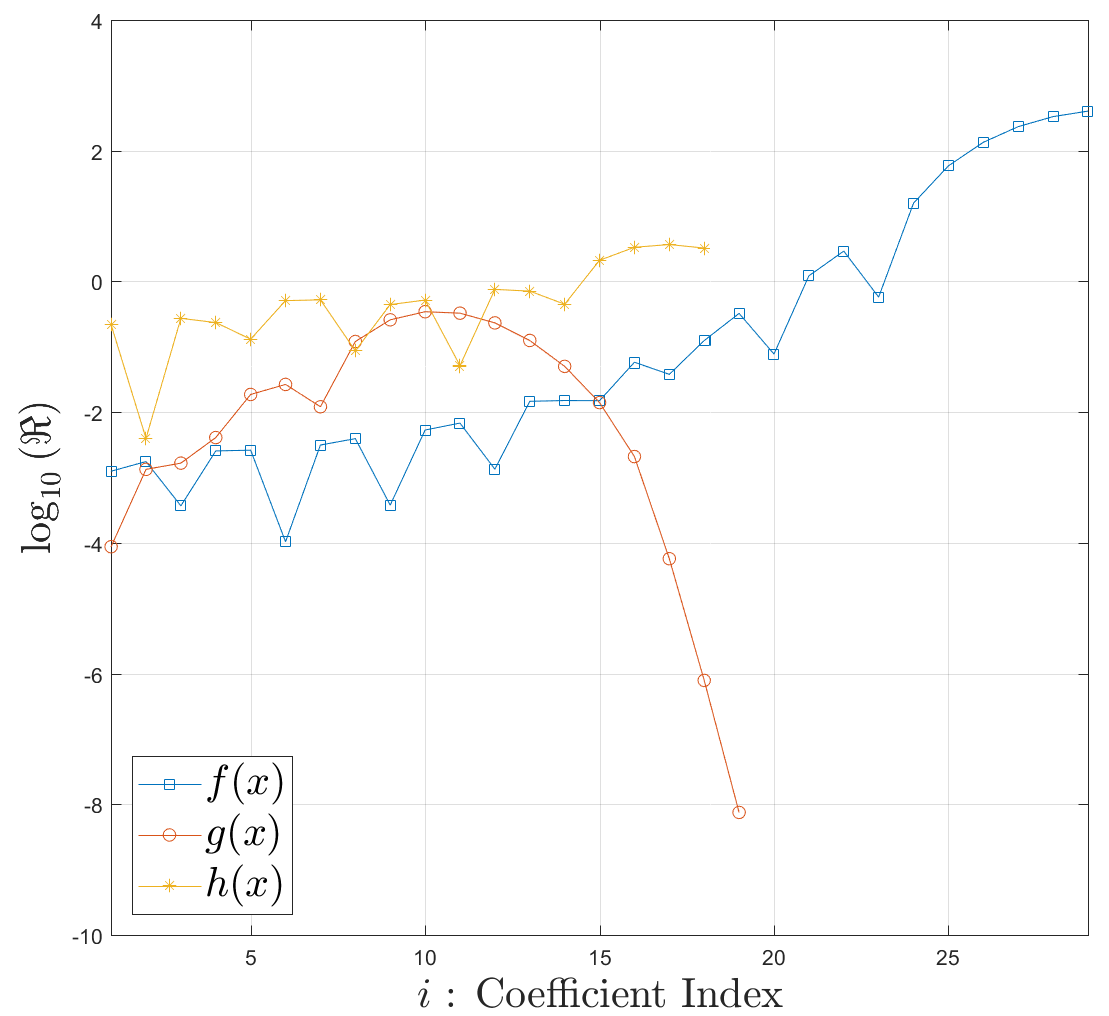 4
2
0
-2
-4
-6
-8
-10
log₁₀ (ℜ)
f(x)
g(x)
h(x)
5 10 15 20 25
i : Coefficient Index